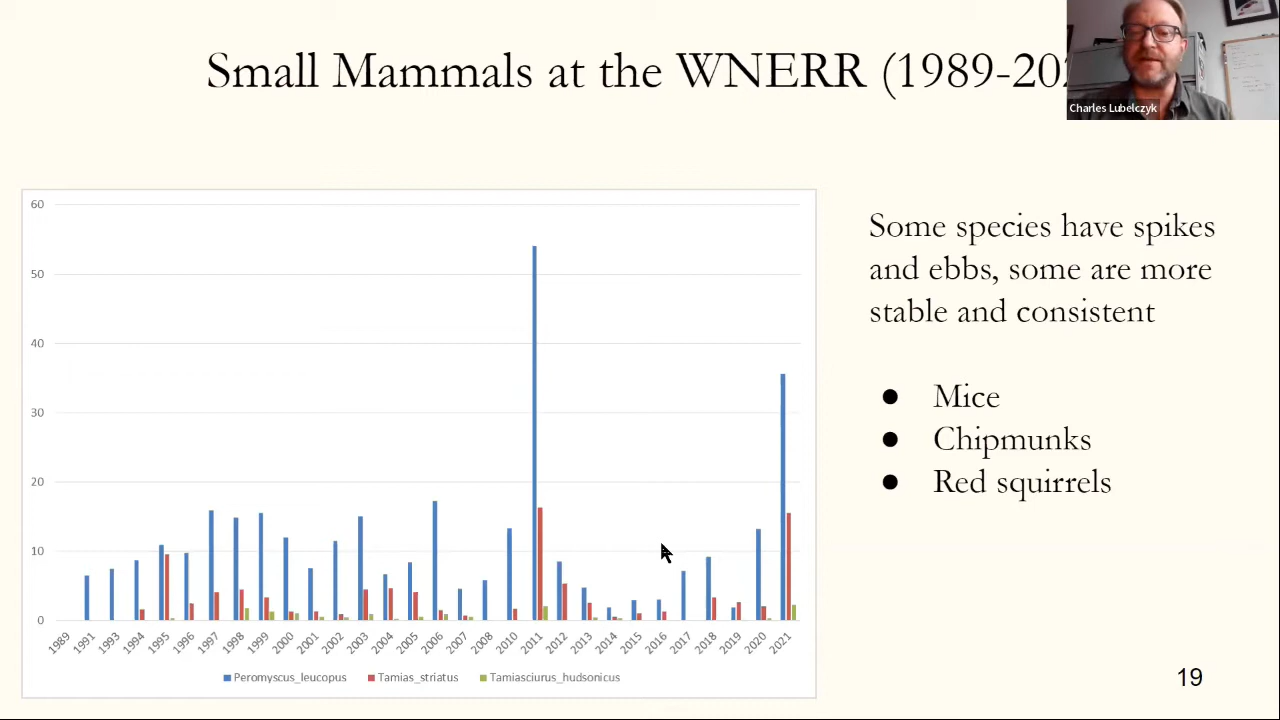 Small Mammals at the WNERR (1989-20
Charles Lubelczyk
60
50
40
30
20
10
0
1989 1991 1993 1994 1995 1996 1997 1998 1999 2000 2001 2002 2003 2004 2005 2006 2007 2008 2010 2011 2012 2013 2014 2015 2016 2017 2018 2019 2020 2021
Peromyscus_leucopus Tamias_striatus Tamiasciurus_hudsonicus
Some species have spikes
and ebbs, some are more
stable and consistent
● Mice
● Chipmunks
● Red squirrels
19